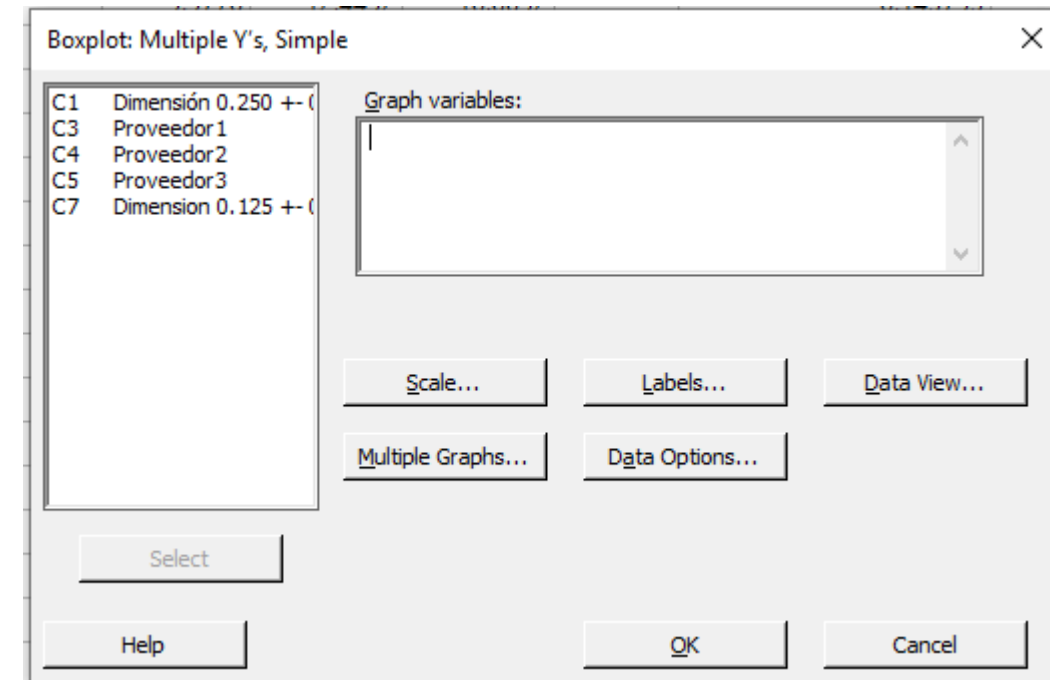 Boxplot: Multiple Y's, Simple
C1 Dimensión 0.250 +- (
C3 Proveedor1
C4 Proveedor2
C5 Proveedor3
C7 Dimension 0.125 +- (
Graph variables:
Scale...
Labels...
Data View...
Multiple Graphs...
Data Options...
Select
Help
OK
Cancel